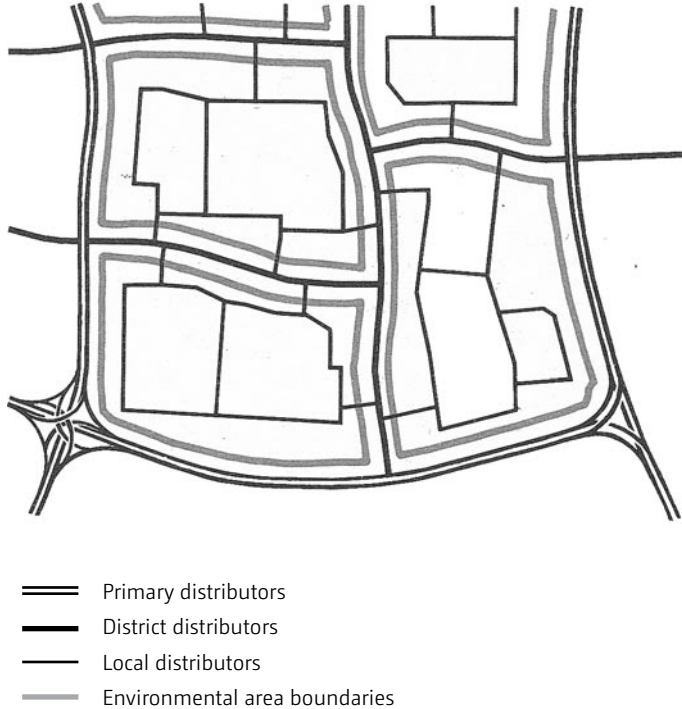 Primary distributors
District distributors
Local distributors
Environmental area boundaries